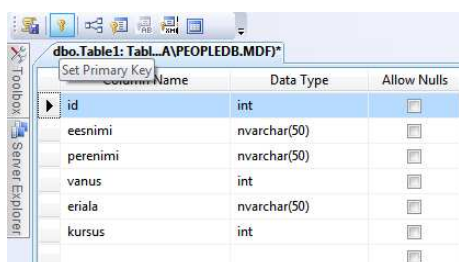 dbo.Table1: Tabl...A\PEOPLEDB.MDF)*
Set Primary Key
Name Data Type Allow Nulls
id int
eesnimi nvarchar(50)
perenimi nvarchar(50)
vanus int
eriala nvarchar(50)
kursus int
Toolbox
Server Explorer